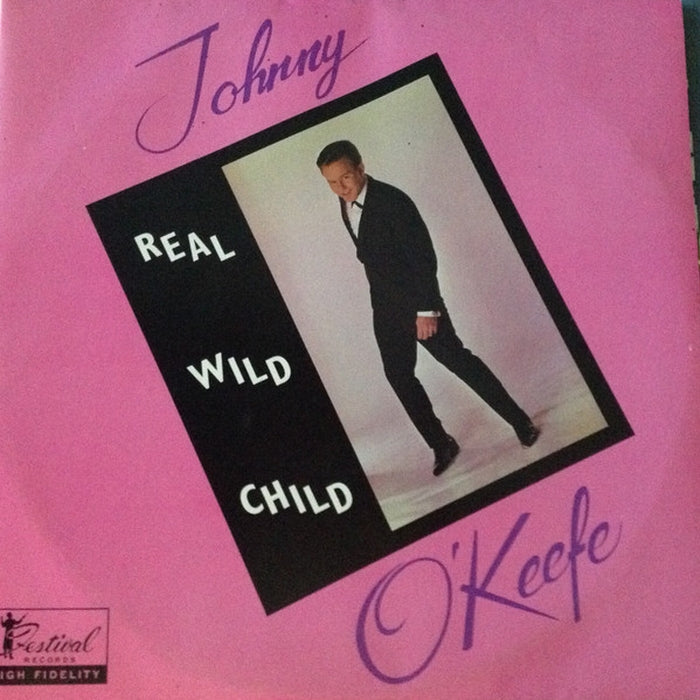 Johnny
REAL
WILD
CHILD
O'Keefe
Festival
RECORDS
HIGH FIDELITY